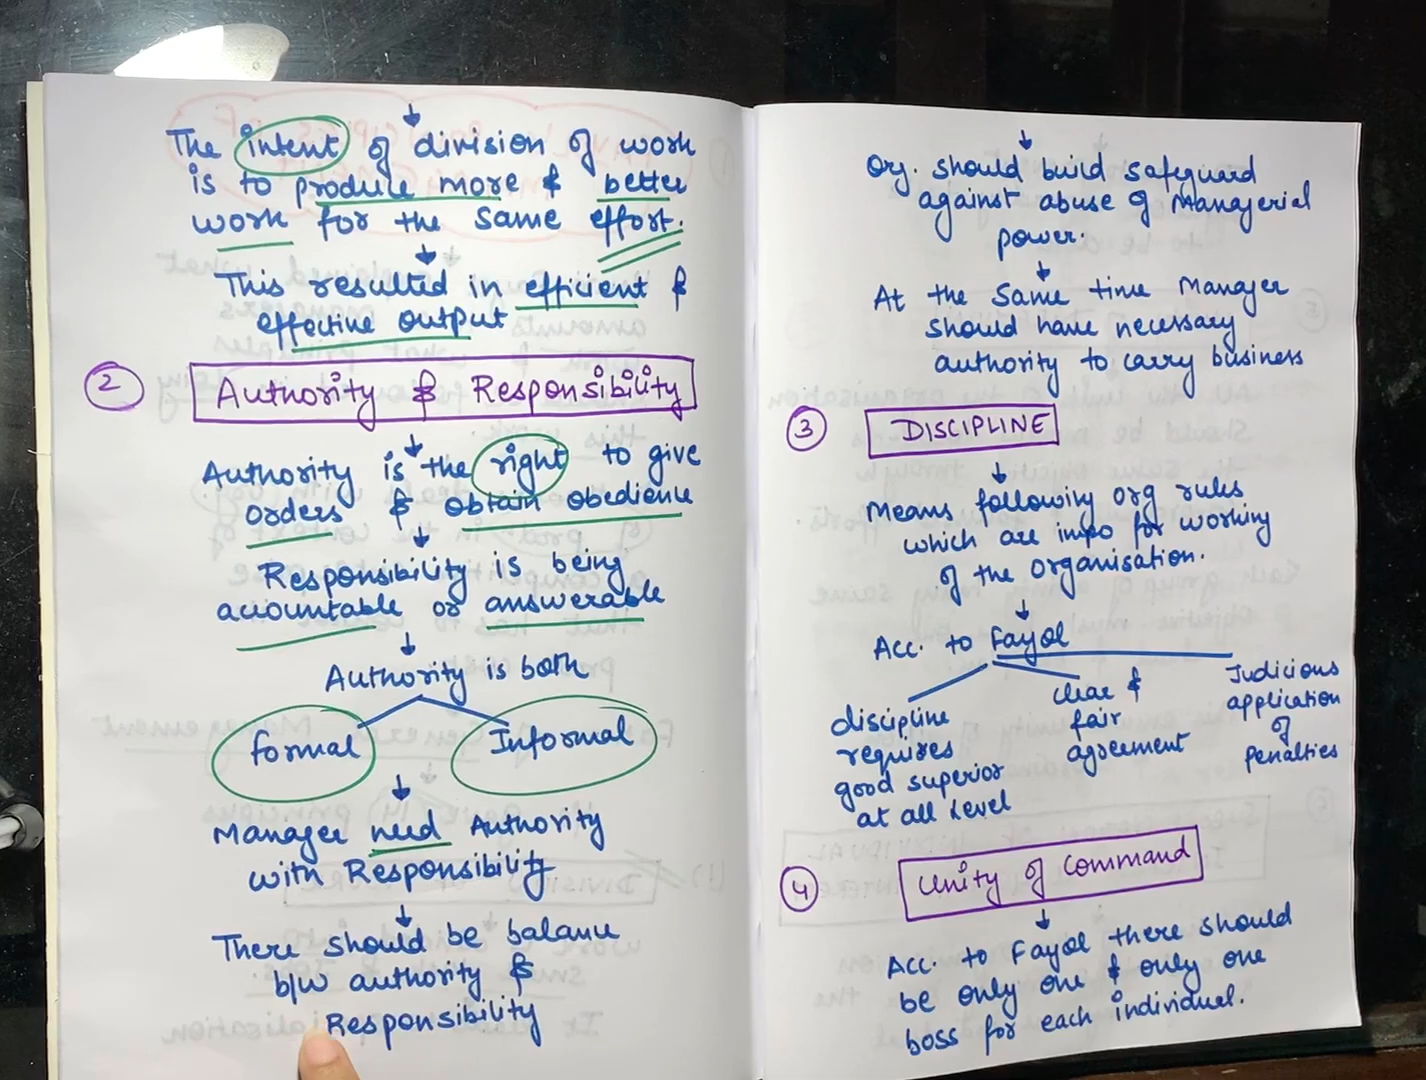 The intent of division of work
is to produce more & better
work for the same effort.
This resulted in efficient &
effective output
2 Authority & Responsibility
Authority is the right to give
orders & obtain obedience
Responsibility is being
accountable or answerable
Authority is both
formal Informal
Manager need Authority
with Responsibility
There should be balance
b/w authority &
Responsibility
Org. should build safeguard
against abuse of Managerial
power.
At the same time Manager
should have necessary
authority to carry business
3 DISCIPLINE
Means following org rules
which are impo for working
of the organisation.
Acc. to Fayol
discipline
requires
good superior
at all level
clear &
fair
agreement
Judicious
application
of
penalties
4 Unity of Command
Acc. to Fayol there should
be only one & only one
boss for each individual.